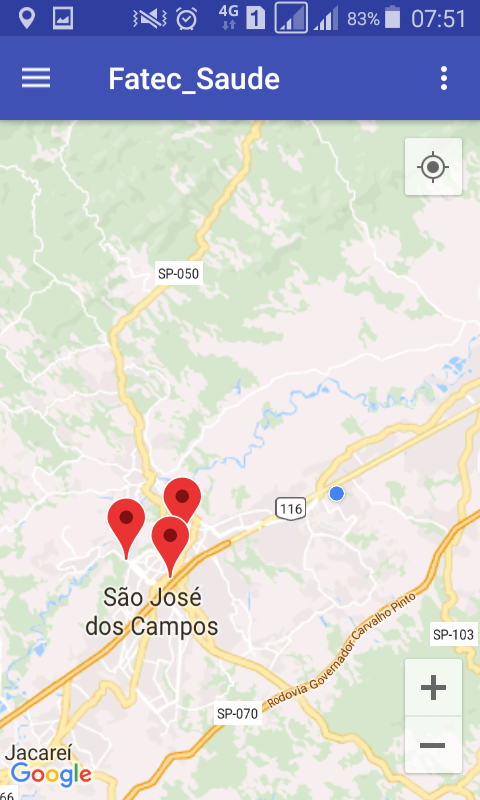 4G 1 83% 07:51
Fatec_Saude
SP-050
116
São José
dos Campos
Rodovia Governador Carvalho Pinto
SP-103
SP-070
Jacareí
Google
66